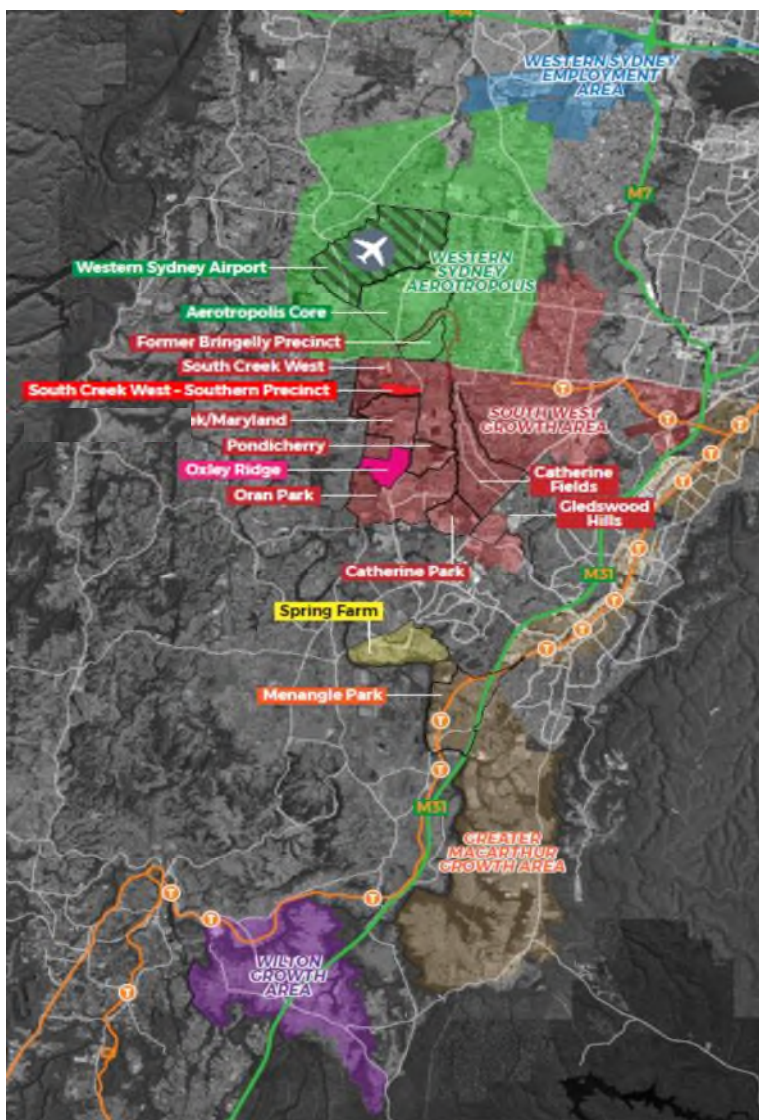 WESTERN SYDNEY
EMPLOYMENT
AREA
M7
Western Sydney Airport
WESTERN
SYDNEY
AEROTROPOLIS
Aerotropolis Core
Former Bringelly Precinct
South Creek West
South Creek West - Southern Precinct
ek/Maryland
Pondicherry
Oxley Ridge
Oran Park
T
SOUTH WEST
GROWTH AREA
T
T
T
Catherine
Fields
T
Gledswood
Hills
T
Catherine Park
M31
T
T
T
Spring Farm
Menangle Park
T
T
M31
GREATER
MACARTHUR
GROWTH AREA
T
T
T
WILTON
GROWTH
AREA
T